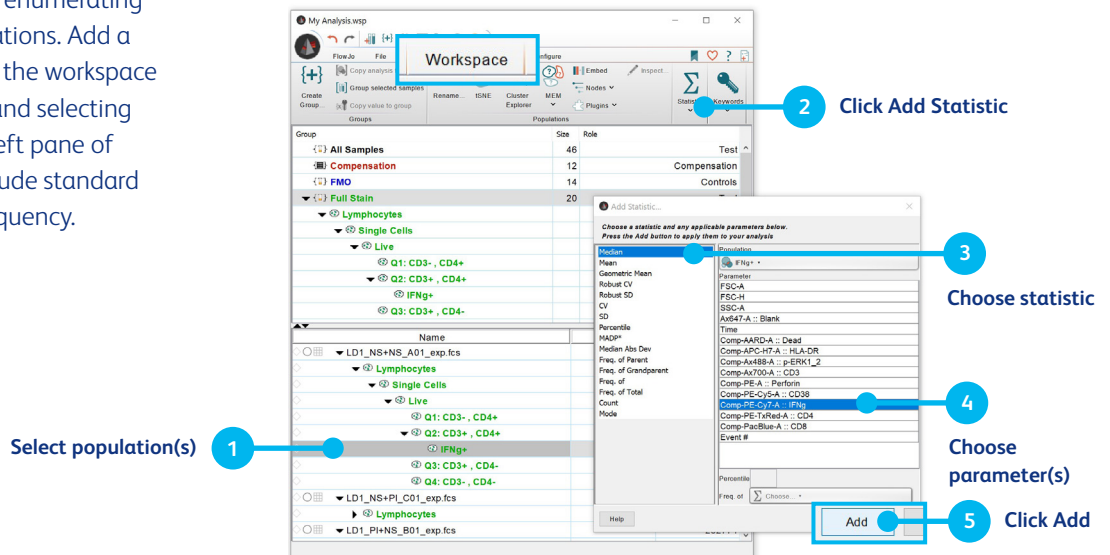 enumerating
ations. Add a
the workspace
and selecting
eft pane of
ude standard
quency.
My Analysis.wsp
FlowJo File
Workspace
nfigure
Create Group...
Copy analysis
Group selected samples
Copy value to group
Groups
Rename...
tSNE
Cluster Explorer
MEM
Embed
Nodes
Plugins
Inspect...
Populations
Statist
Keywords
2 Click Add Statistic
Group Size Role
All Samples 46 Test
Compensation 12 Compensation
FMO 14 Controls
Full Stain 20
Lymphocytes
Single Cells
Live
Q1: CD3- , CD4+
Q2: CD3+ , CD4+
IFNg+
Q3: CD3+ , CD4-
Name
LD1_NS+NS_A01_exp.fcs
Lymphocytes
Single Cells
Live
Q1: CD3- , CD4+
Q2: CD3+ , CD4+
Select population(s) 1
IFNg+
Q3: CD3+ , CD4-
Q4: CD3- , CD4-
LD1_NS+PI_C01_exp.fcs
Lymphocytes
LD1_PI+NS_B01_exp.fcs
Add Statistic...
Choose a statistic and any applicable parameters below.
Press the Add button to apply them to your analysis
Median
Mean
Geometric Mean
Robust CV
Robust SD
CV
SD
Percentile
MADP*
Median Abs Dev
Freq. of Parent
Freq. of Grandparent
Freq. of
Freq. of Total
Count
Mode
3
Choose statistic
Population
IFNg+
Parameter
FSC-A
FSC-H
SSC-A
Ax647-A :: Blank
Time
Comp-AARD-A :: Dead
Comp-APC-H7-A :: HLA-DR
Comp-Ax488-A :: p-ERK1_2
Comp-Ax700-A :: CD3
Comp-PE-A :: Perforin
Comp-PE-Cy5-A :: CD38
Comp-PE-Cy7-A :: IFNg
Comp-PE-TxRed-A :: CD4
Comp-PacBlue-A :: CD8
Event #
4
Choose
parameter(s)
Percentile
Freq. of Σ Choose...
Help
Add
5 Click Add